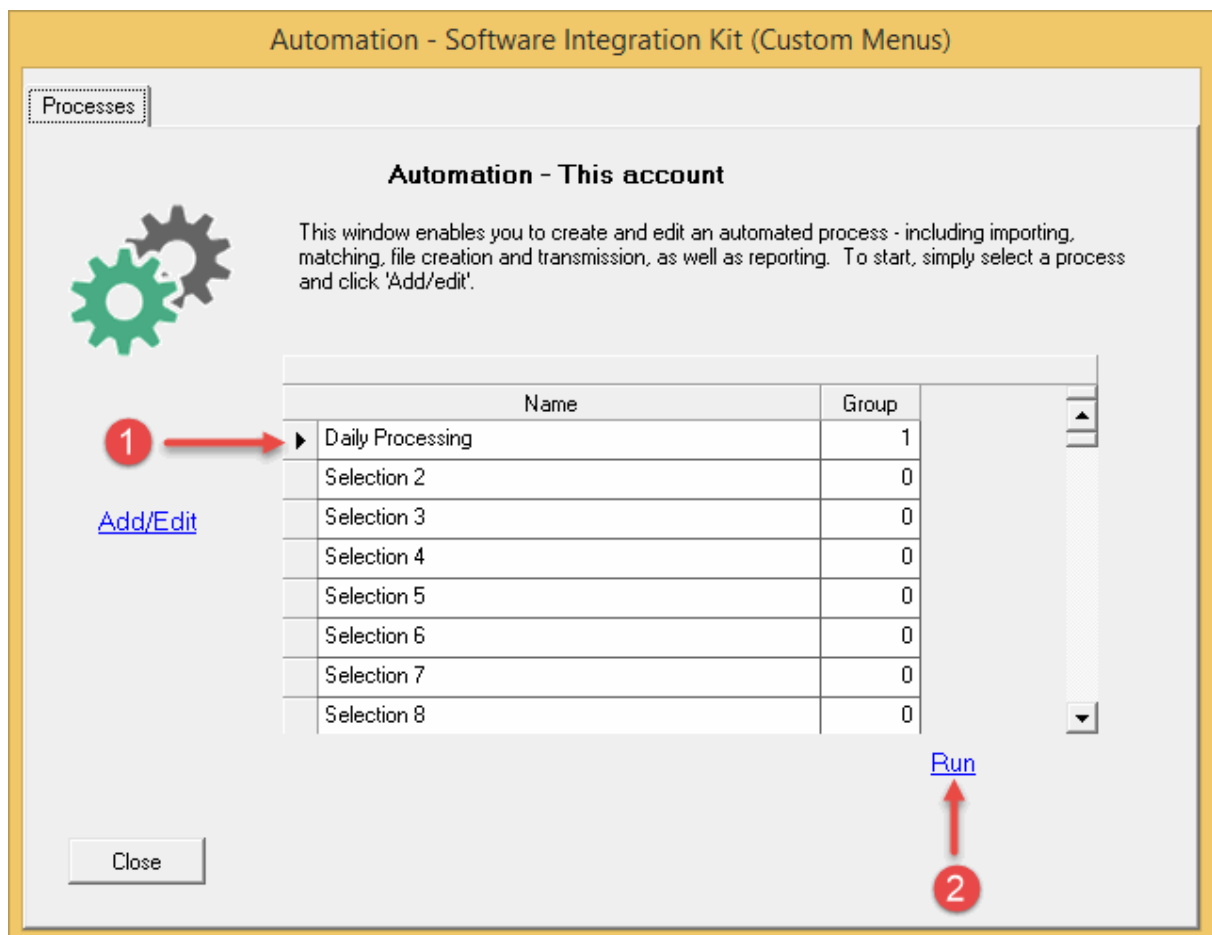 Automation - Software Integration Kit (Custom Menus)
Processes
Automation - This account
This window enables you to create and edit an automated process - including importing,
matching, file creation and transmission, as well as reporting.  To start, simply select a process
and click 'Add/edit'.
Name Group
1
Daily Processing 1
Selection 2 0
Add/Edit
Selection 3 0
Selection 4 0
Selection 5 0
Selection 6 0
Selection 7 0
Selection 8 0
Run
Close
2